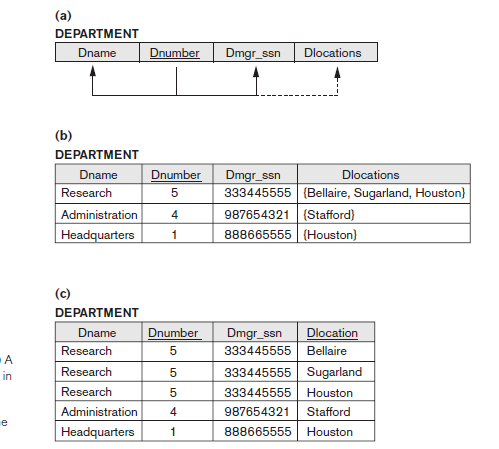 (a)
DEPARTMENT
Dname Dnumber Dmgr_ssn Dlocations
(b)
DEPARTMENT
Dname Dnumber Dmgr_ssn Dlocations
Research 5 333445555 {Bellaire, Sugarland, Houston}
Administration 4 987654321 {Stafford}
Headquarters 1 888665555 {Houston}
(c)
DEPARTMENT
Dname Dnumber Dmgr_ssn Dlocation
Research 5 333445555 Bellaire
) A
Research 5 333445555 Sugarland
in
Research 5 333445555 Houston
Administration 4 987654321 Stafford
Headquarters 1 888665555 Houston